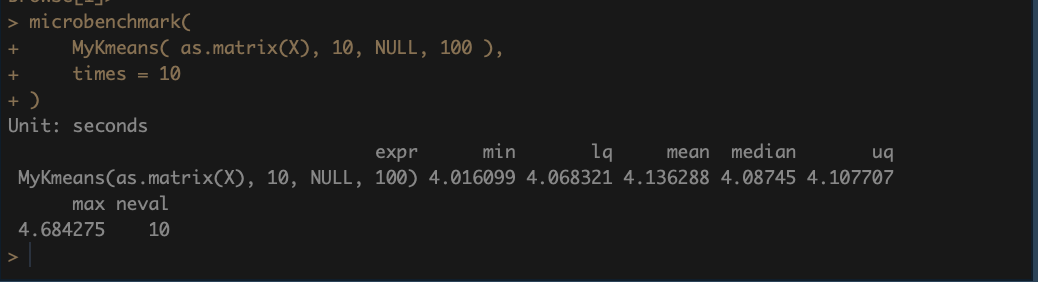 > microbenchmark(
+     MyKmeans( as.matrix(X), 10, NULL, 100 ),
+     times = 10
+ )
Unit: seconds
                                  expr      min       lq     mean  median       uq
 MyKmeans(as.matrix(X), 10, NULL, 100) 4.016099 4.068321 4.136288 4.08745 4.107707
      max neval
 4.684275    10
>